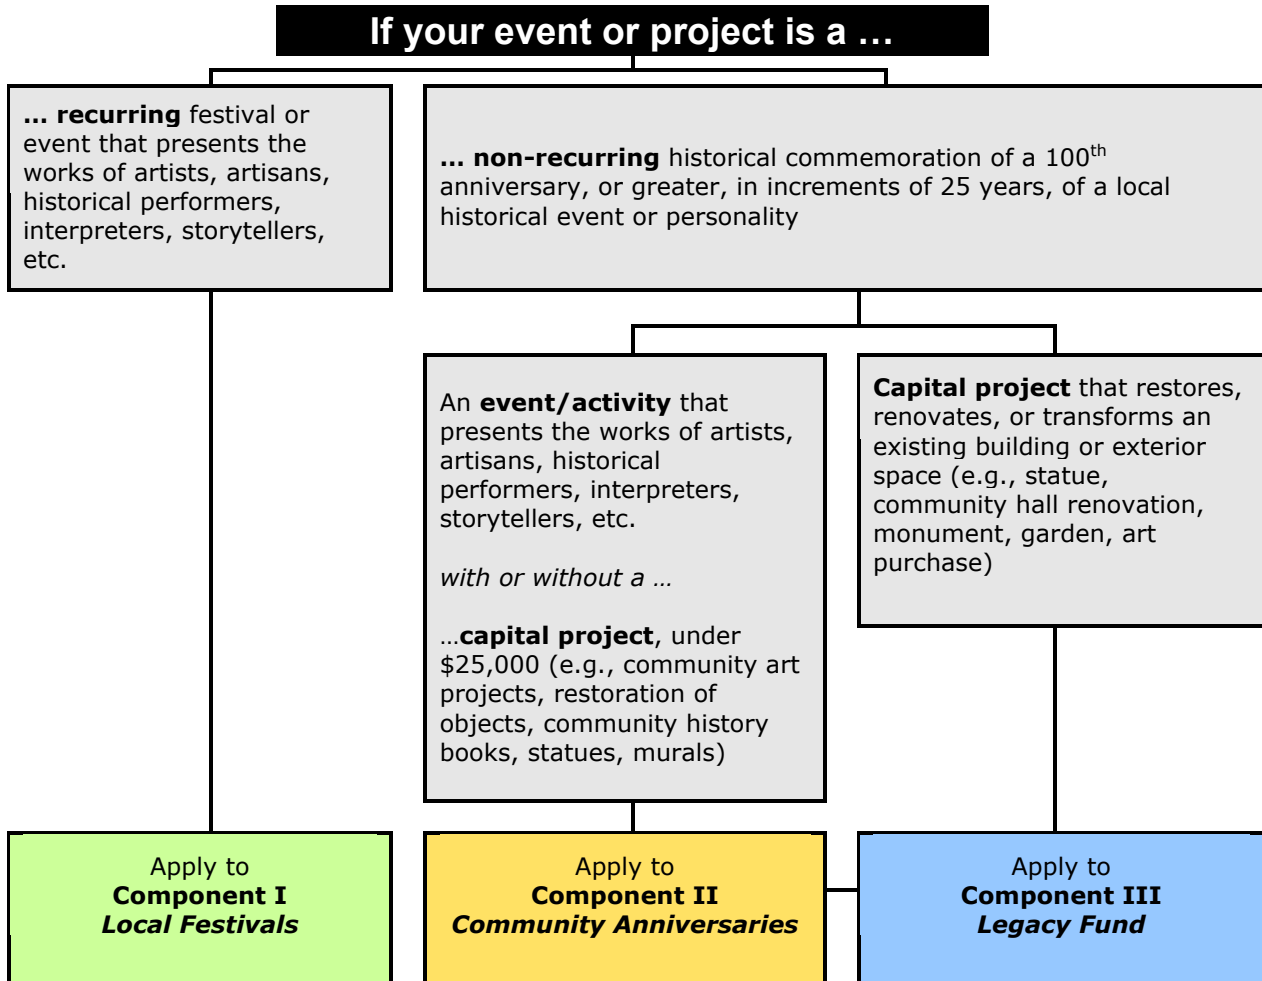 If your event or project is a …
... recurring festival or
event that presents the
works of artists, artisans,
historical performers,
interpreters, storytellers,
etc.
... non-recurring historical commemoration of a 100th
anniversary, or greater, in increments of 25 years, of a local
historical event or personality
An event/activity that
presents the works of artists,
artisans, historical
performers, interpreters,
storytellers, etc.
with or without a …
…capital project, under
$25,000 (e.g., community art
projects, restoration of
objects, community history
books, statues, murals)
Capital project that restores,
renovates, or transforms an
existing building or exterior
space (e.g., statue,
community hall renovation,
monument, garden, art
purchase)
Apply to
Component I
Local Festivals
Apply to
Component II
Community Anniversaries
Apply to
Component III
Legacy Fund